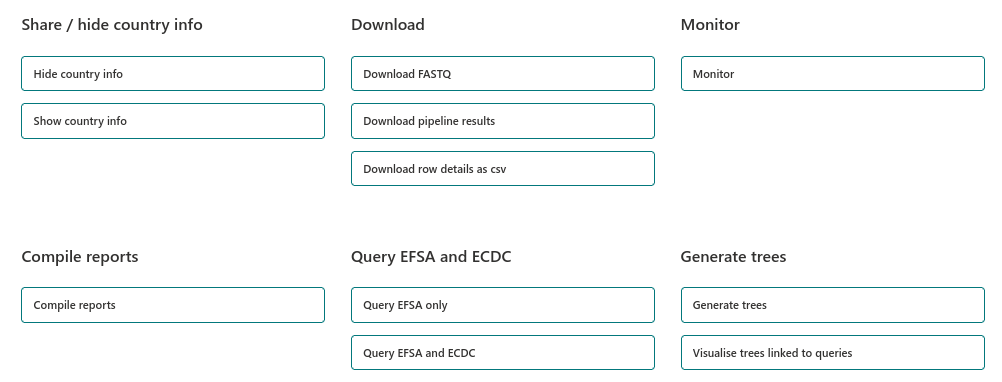 Share / hide country info
Hide country info
Show country info
Download
Download FASTQ
Download pipeline results
Download row details as csv
Monitor
Monitor
Compile reports
Compile reports
Query EFSA and ECDC
Query EFSA only
Query EFSA and ECDC
Generate trees
Generate trees
Visualise trees linked to queries